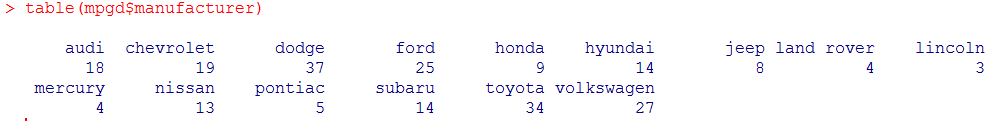 > table(mpgd$manufacturer)
audi chevrolet dodge ford honda hyundai jeep land rover lincoln
18 19 37 25 9 14 8 4 3
mercury nissan pontiac subaru toyota volkswagen
4 13 5 14 34 27